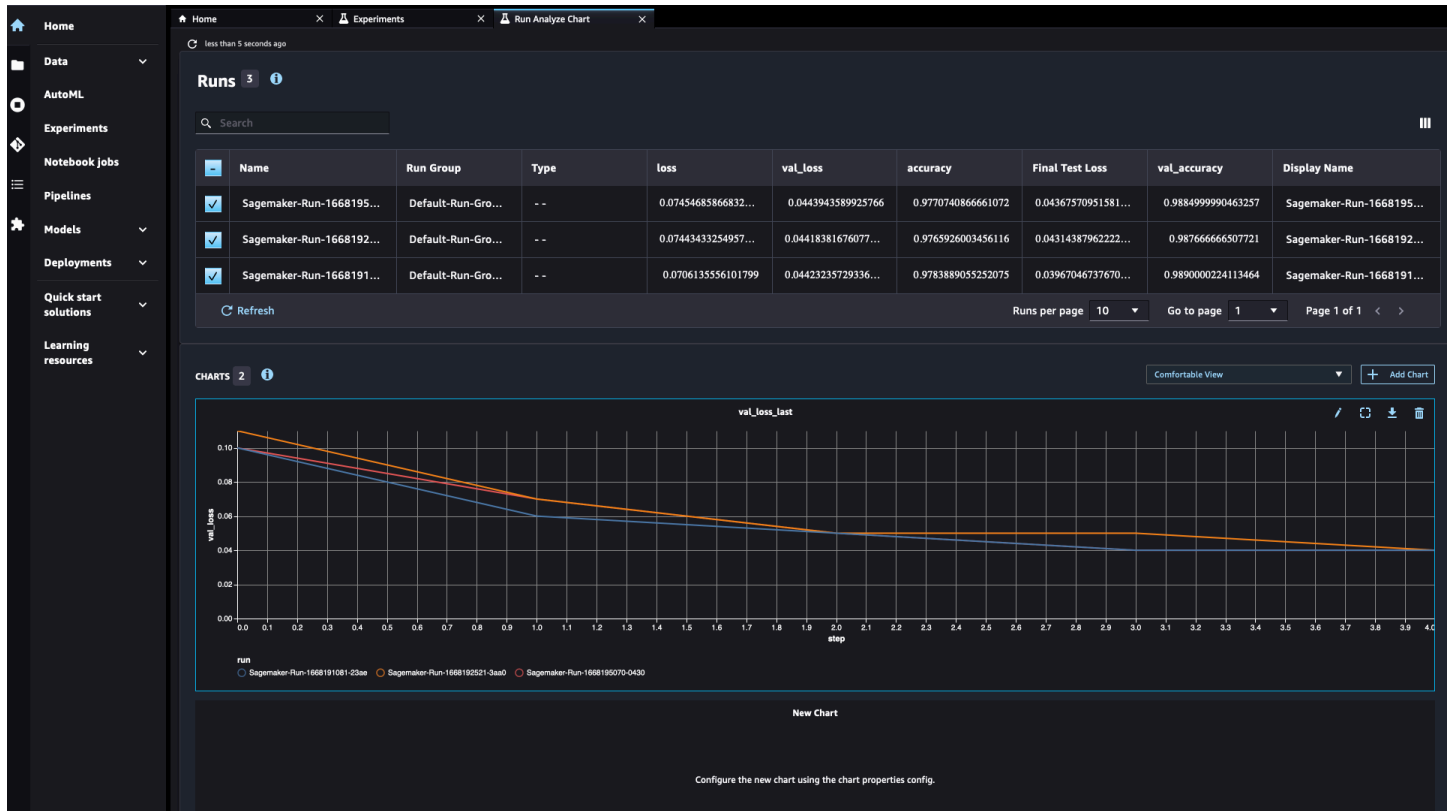 Home
Data
AutoML
Experiments
Notebook jobs
Pipelines
Models
Deployments
Quick start
solutions
Learning
resources
Home Experiments Run Analyze Chart
less than 5 seconds ago
Runs 3
Search
Name Run Group Type loss val_loss accuracy Final Test Loss val_accuracy Display Name
Sagemaker-Run-1668195... Default-Run-Gro... -- 0.07454685866832... 0.0443943589925766 0.9770740866661072 0.04367570951581... 0.9884999990463257 Sagemaker-Run-1668195...
Sagemaker-Run-1668192... Default-Run-Gro... -- 0.07443433254957... 0.04418381676077... 0.9765926003456116 0.04314387962222... 0.987666666507721 Sagemaker-Run-1668192...
Sagemaker-Run-1668191... Default-Run-Gro... -- 0.0706135556101799 0.04423235729336... 0.9783889055252075 0.03967046737670... 0.9890000224113464 Sagemaker-Run-1668191...
Refresh Runs per page 10 Go to page 1 Page 1 of 1
CHARTS 2 Comfortable View Add Chart
val_loss_last
0.10
0.08
0.06
0.04
0.02
0.00
val_loss
0.0 0.1 0.2 0.3 0.4 0.5 0.6 0.7 0.8 0.9 1.0 1.1 1.2 1.3 1.4 1.5 1.6 1.7 1.8 1.9 2.0 2.1 2.2 2.3 2.4 2.5 2.6 2.7 2.8 2.9 3.0 3.1 3.2 3.3 3.4 3.5 3.6 3.7 3.8 3.9 4.0
step
run
Sagemaker-Run-1668191081-23ae Sagemaker-Run-1668192521-3aa0 Sagemaker-Run-1668195070-0430
New Chart
Configure the new chart using the chart properties config.